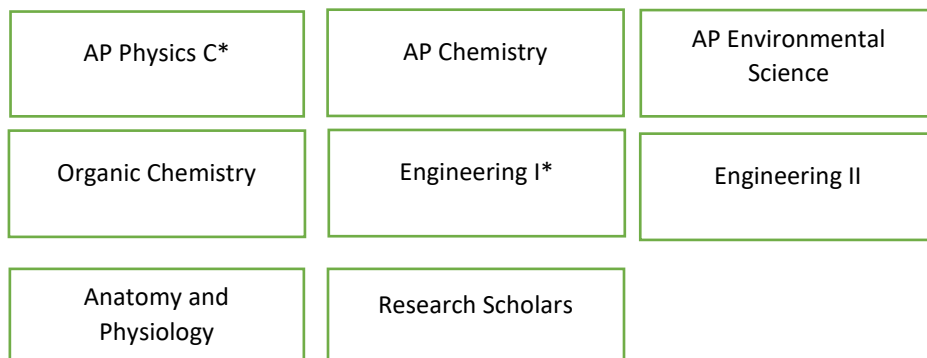 AP Physics C*
AP Chemistry
AP Environmental
Science
Organic Chemistry
Engineering I*
Engineering II
Anatomy and
Physiology
Research Scholars